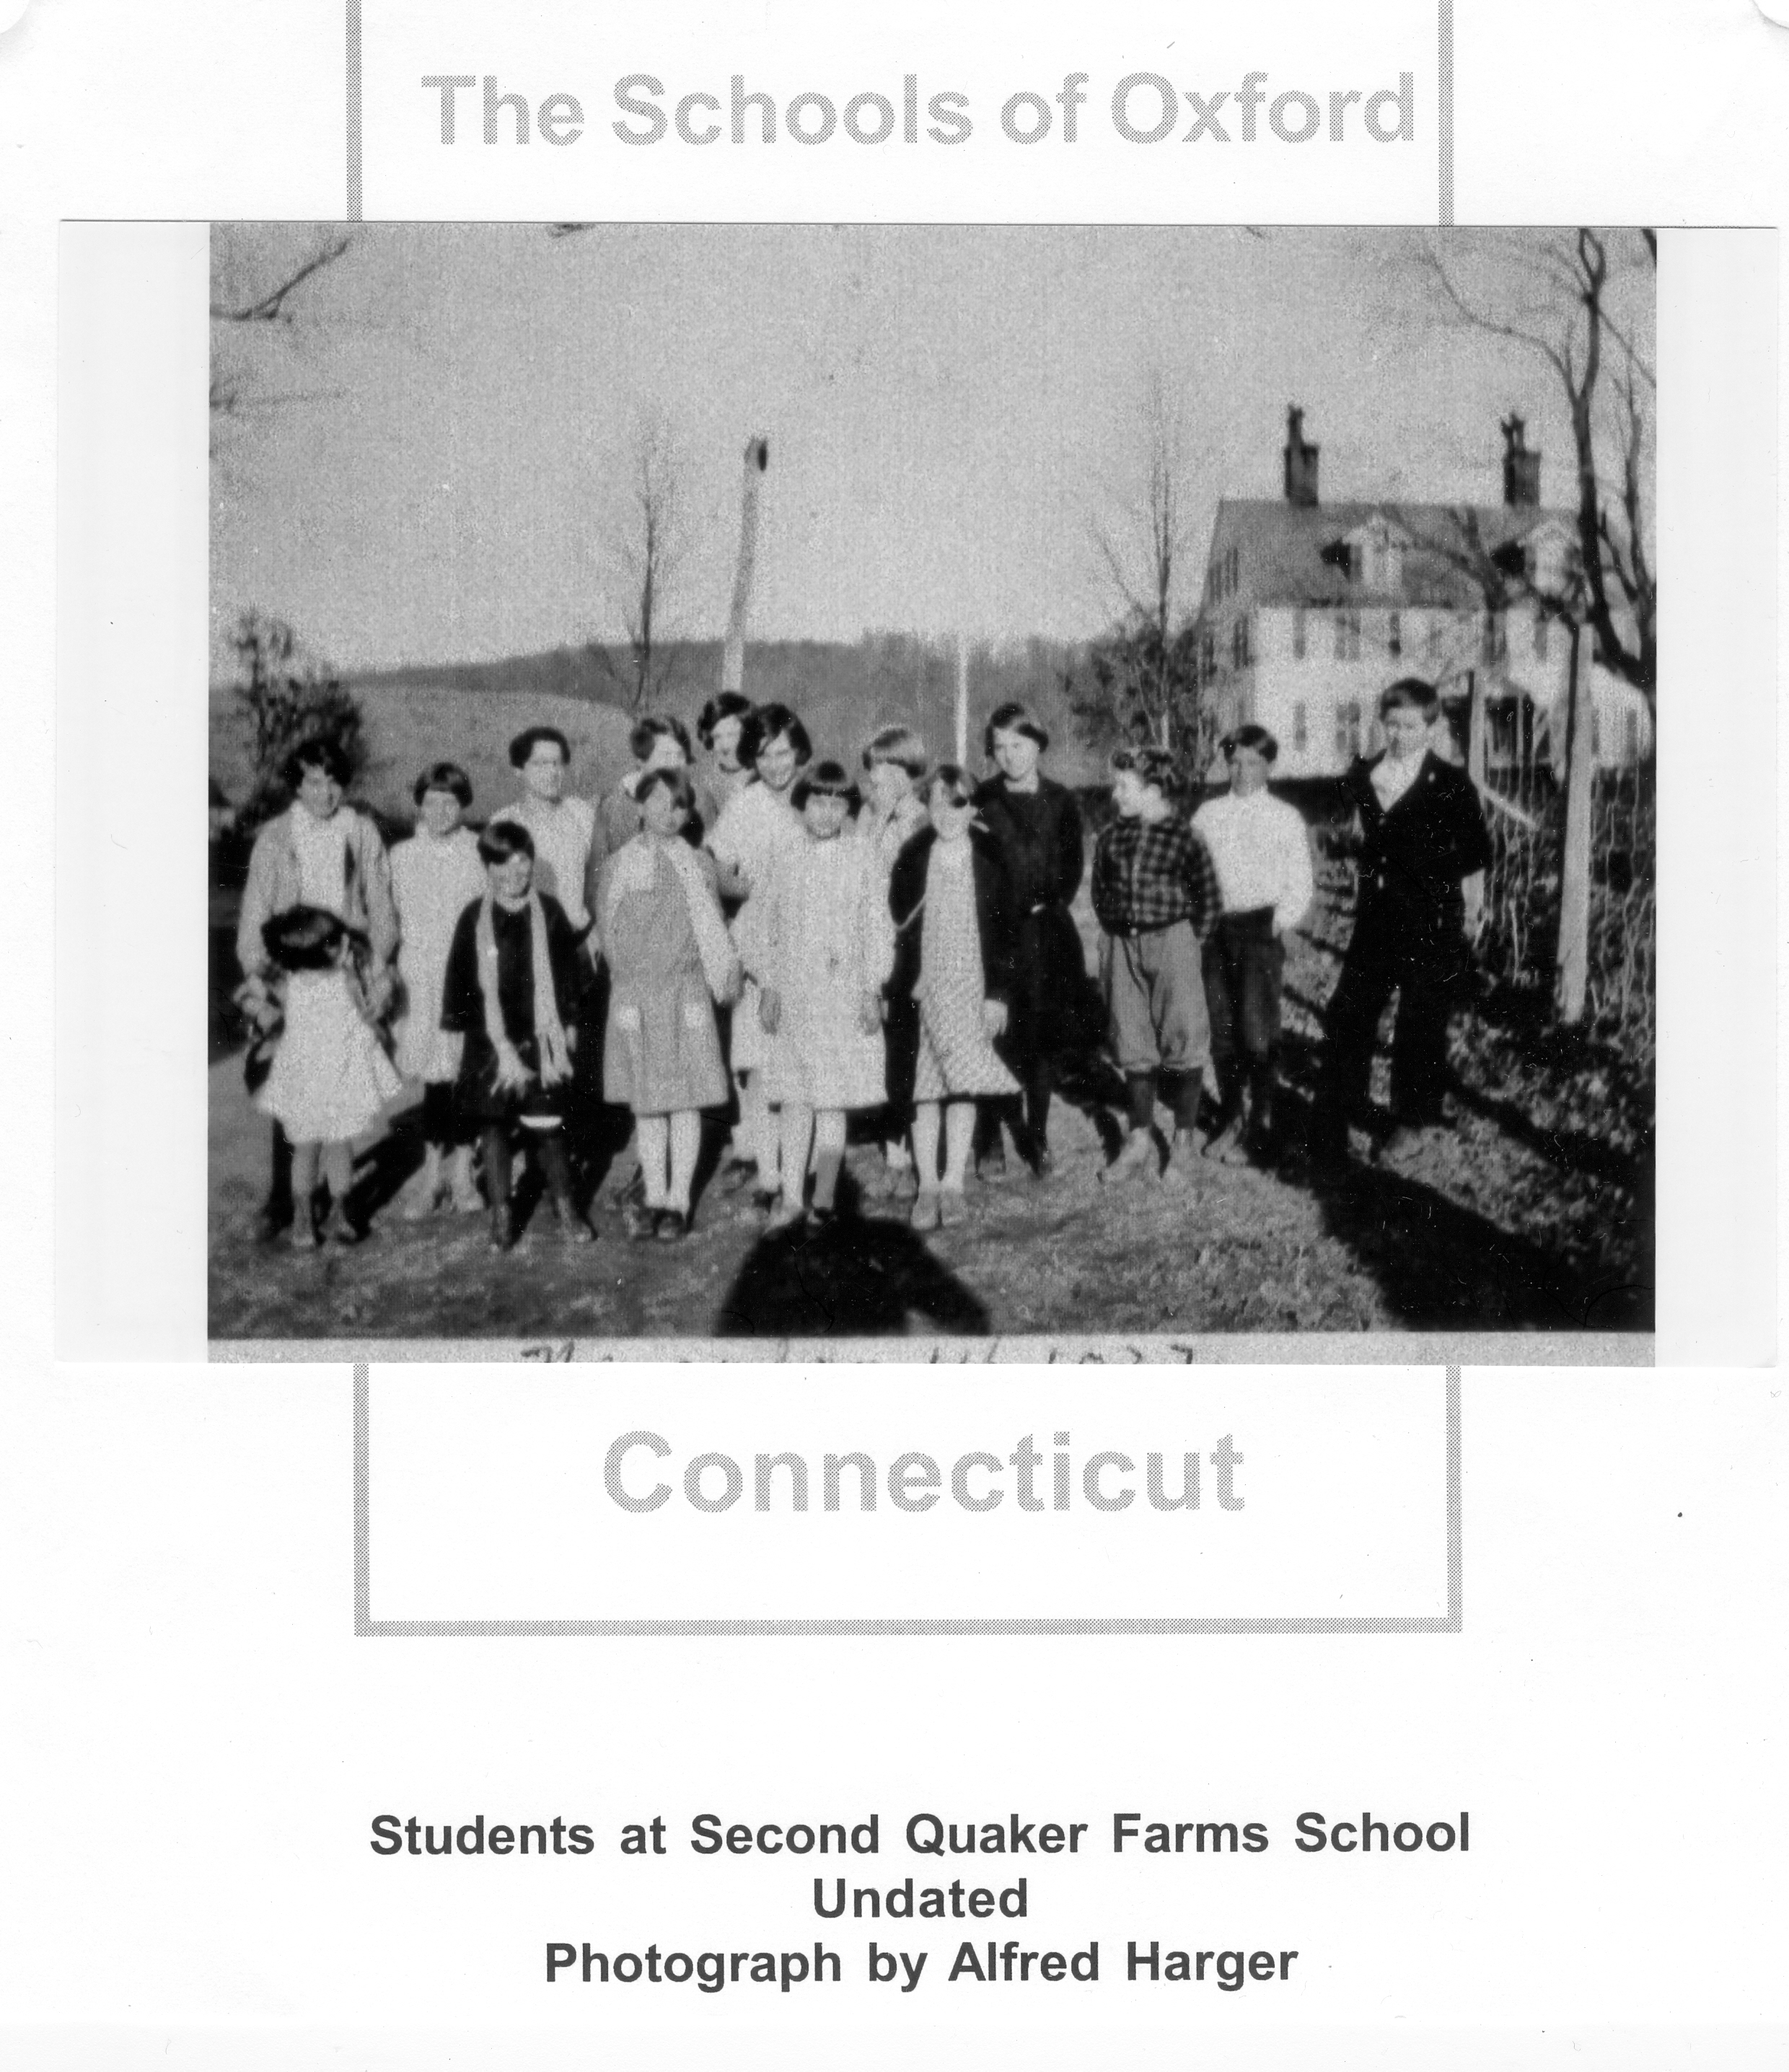 The Schools of Oxford
Connecticut
Students at Second Quaker Farms School
Undated
Photograph by Alfred Harger